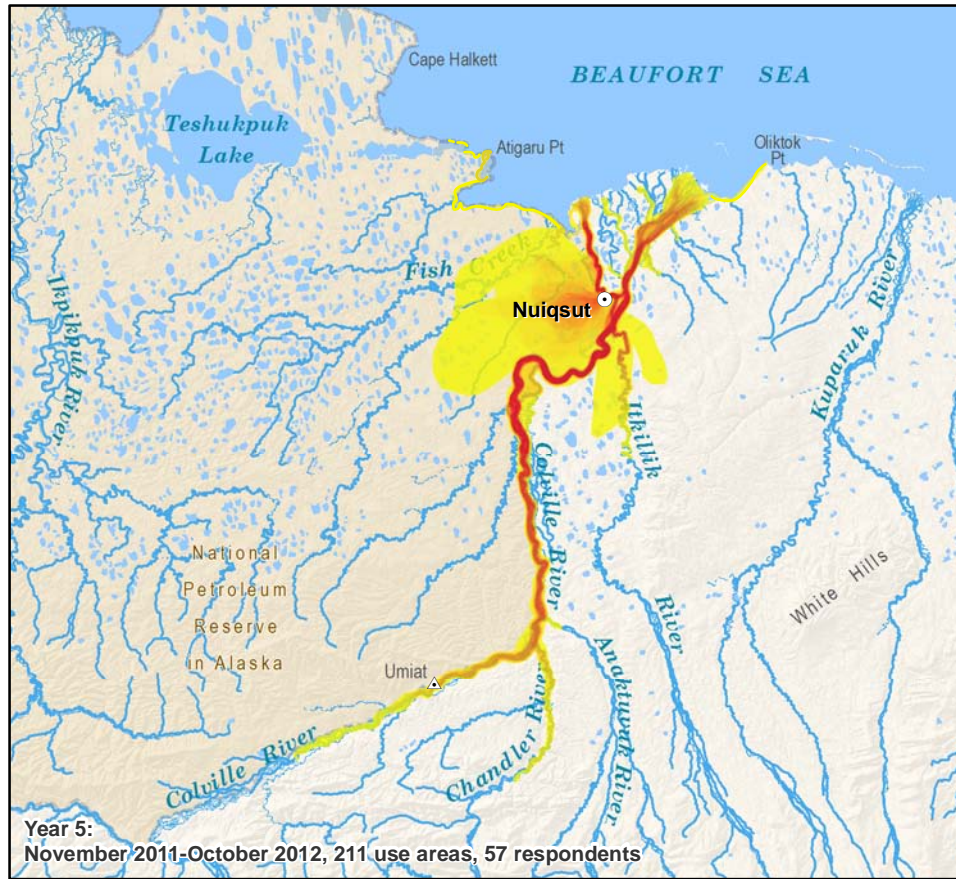 Cape Halkett
BEAUFORT SEA
Teshukpuk
Lake
Atigaru Pt
Oliktok
Pt
Fish Creek
Ikpikpuk River
Nuiqsut
Kuparuk River
Itkillik
River
Colville River
National
Petroleum
Reserve
in Alaska
White Hills
Umiat
Anaktuvuk River
Chandler River
Colville River
Year 5:
November 2011-October 2012, 211 use areas, 57 respondents